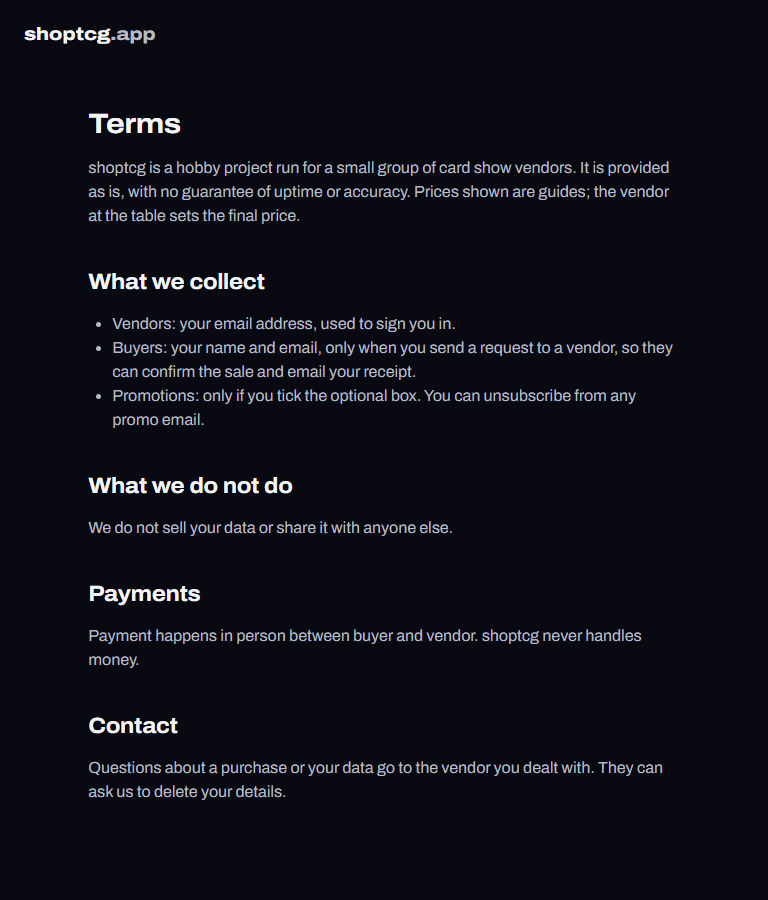 shoptcg.app
Terms
shoptcg is a hobby project run for a small group of card show vendors. It is provided
as is, with no guarantee of uptime or accuracy. Prices shown are guides; the vendor
at the table sets the final price.
What we collect
• Vendors: your email address, used to sign you in.
• Buyers: your name and email, only when you send a request to a vendor, so they
can confirm the sale and email your receipt.
• Promotions: only if you tick the optional box. You can unsubscribe from any
promo email.
What we do not do
We do not sell your data or share it with anyone else.
Payments
Payment happens in person between buyer and vendor. shoptcg never handles
money.
Contact
Questions about a purchase or your data go to the vendor you dealt with. They can
ask us to delete your details.